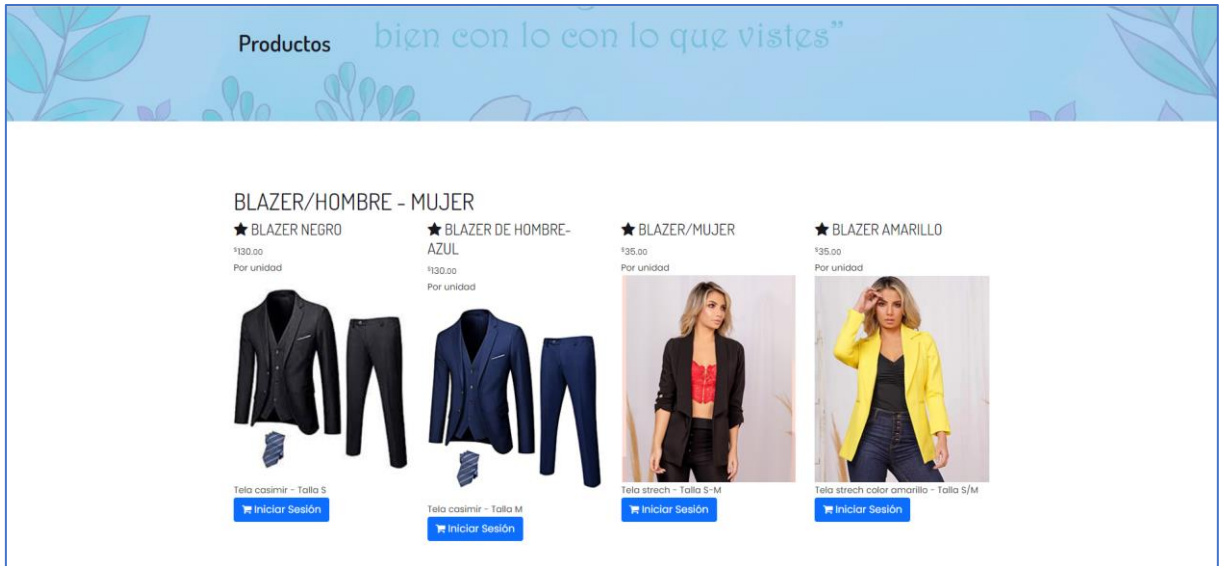 bien con lo con lo que vistes”
Productos
BLAZER/HOMBRE - MUJER
★ BLAZER NEGRO
$130.00
Por unidad
Tela casimir - Talla S
Iniciar Sesión
★ BLAZER DE HOMBRE-
AZUL
$130.00
Por unidad
Tela casimir - Talla M
Iniciar Sesión
★ BLAZER/MUJER
$35.00
Por unidad
Tela strech - Talla S-M
Iniciar Sesión
★ BLAZER AMARILLO
$35.00
Por unidad
Tela strech color amarillo - Talla S/M
Iniciar Sesión